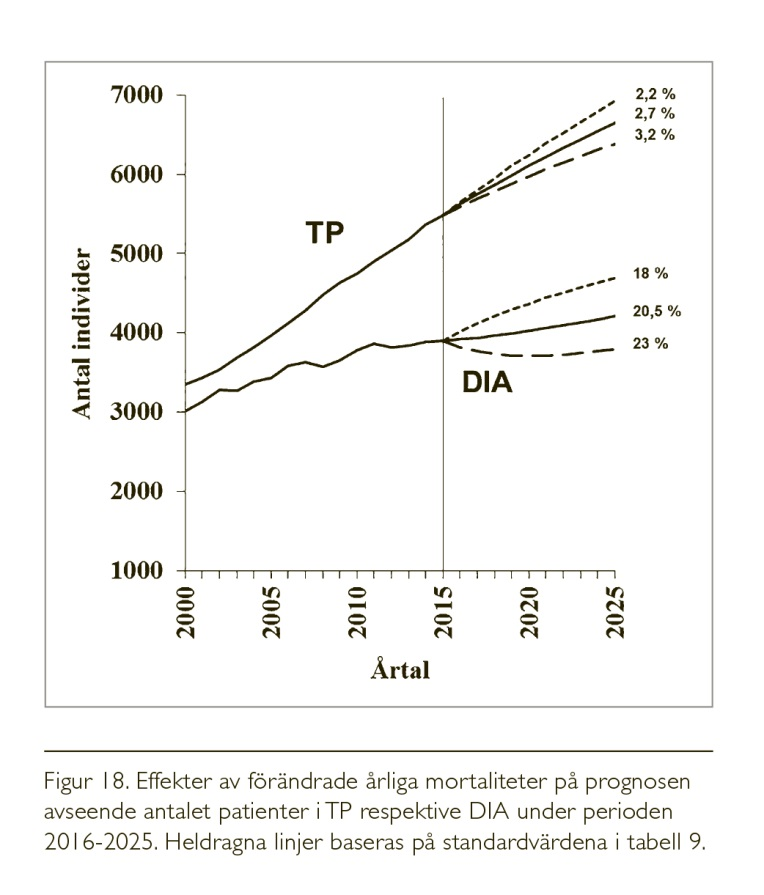 7000
6000
5000
4000
3000
2000
1000
Antal individer
2000
2005
2010
2015
2020
2025
Årtal
TP
DIA
2,2 %
2,7 %
3,2 %
18 %
20,5 %
23 %
Figur 18. Effekter av förändrade årliga mortaliteter på prognosen
avseende antalet patienter i TP respektive DIA under perioden
2016-2025. Heldragna linjer baseras på standardvärdena i tabell 9.